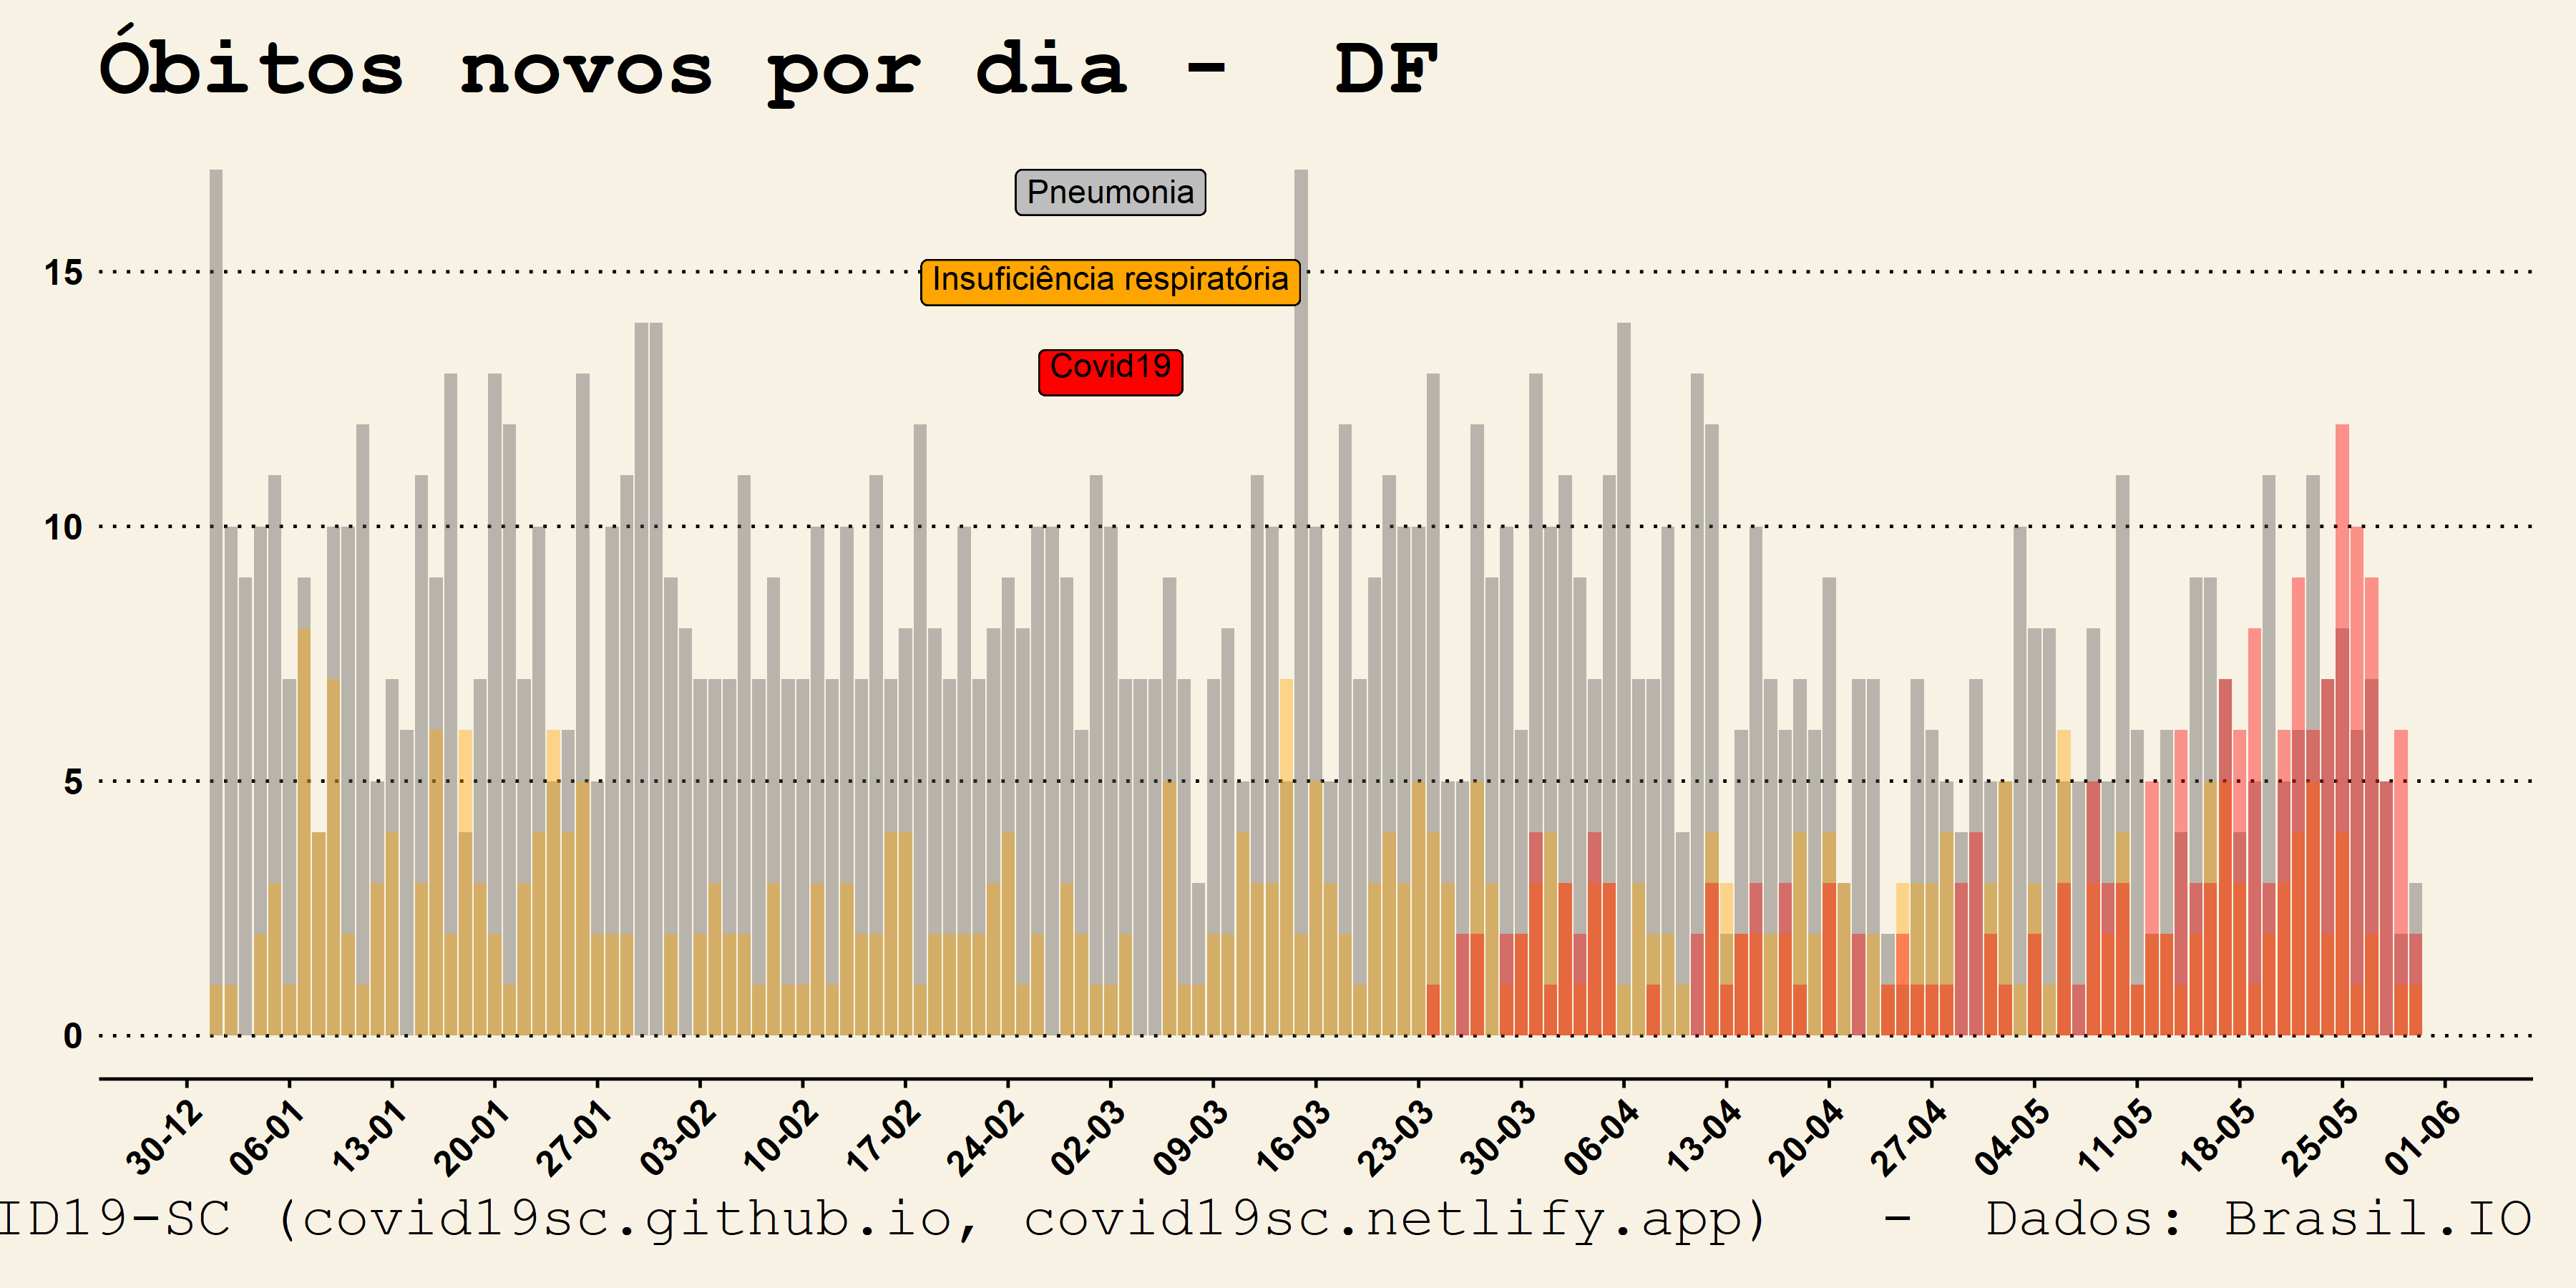 Óbitos novos por dia - DF
Pneumonia
Insuficiência respiratória
Covid19
15
10
5
0
30-12 06-01 13-01 20-01 27-01 03-02 10-02 17-02 24-02 02-03 09-03 16-03 23-03 30-03 06-04 13-04 20-04 27-04 04-05 11-05 18-05 25-05 01-06
ID19-SC (covid19sc.github.io, covid19sc.netlify.app) - Dados: Brasil.IO